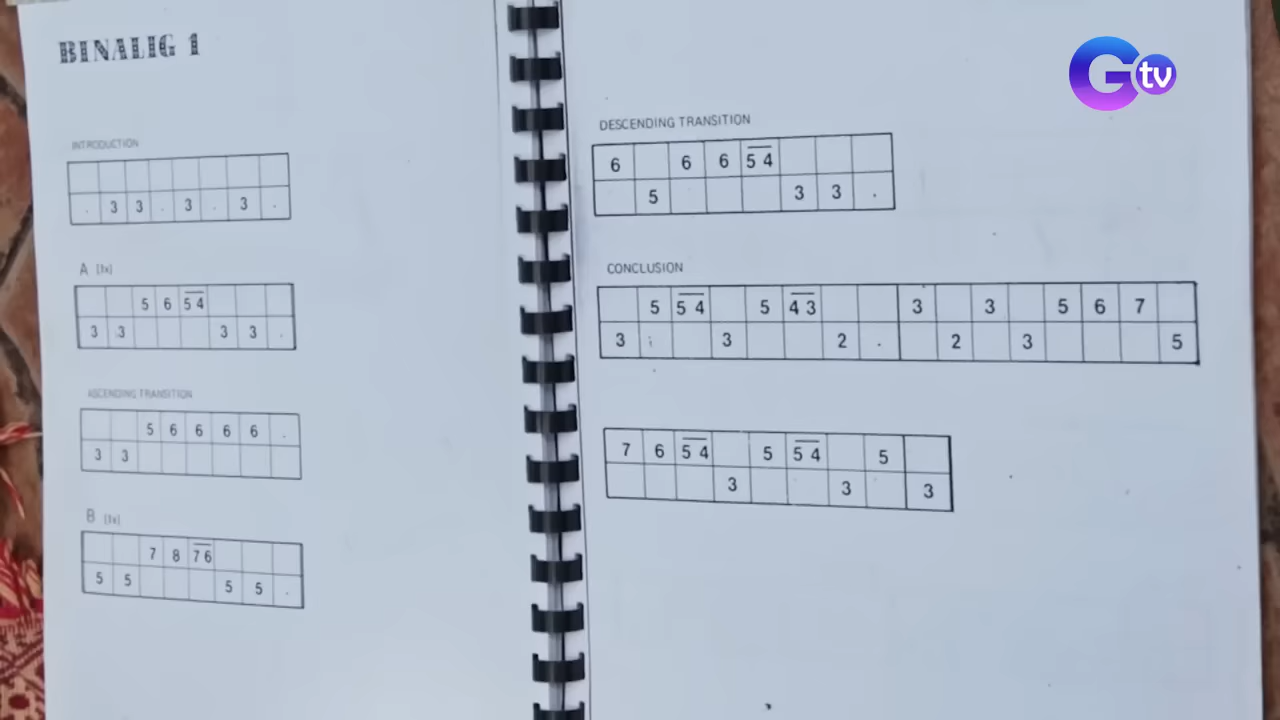 BINALIG 1
INTRODUCTION
. 3 3 . 3 . 3 .
A [3x]
5 6 5 4
3 3 3 3 .
ASCENDING TRANSITION
5 6 6 6 6 .
3 3
B [3x]
7 8 7 6
5 5 5 5 .
DESCENDING TRANSITION
6 6 6 5 4
5 3 3 .
CONCLUSION
5 5 4 5 4 3 3 3 5 6 7
3 . 3 2 . 2 3 5
7 6 5 4 5 5 4 5
3 3 3
Gtv